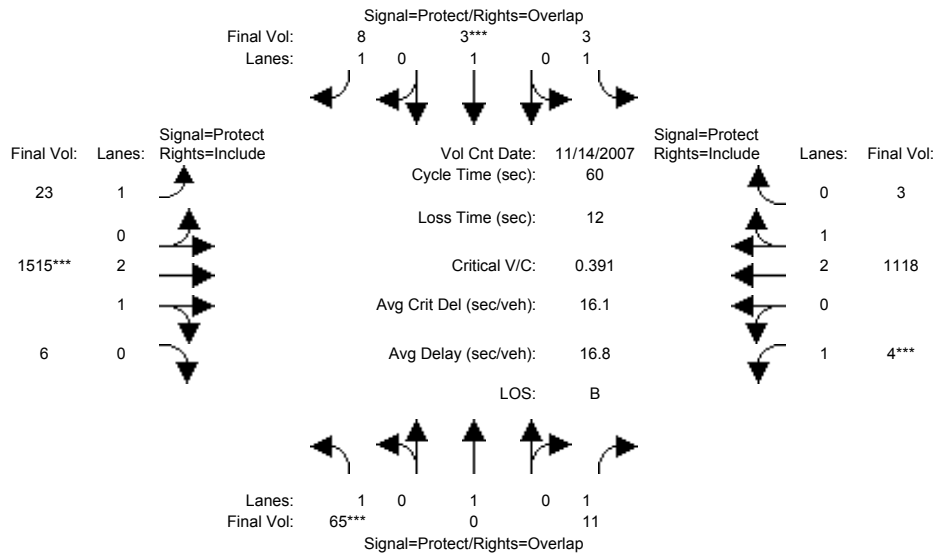 Signal=Protect/Rights=Overlap
Final Vol: 8 3*** 3
Lanes: 1 0 1 0 1
Signal=Protect Signal=Protect
Final Vol: Lanes: Rights=Include Vol Cnt Date: 11/14/2007 Rights=Include Lanes: Final Vol:
Cycle Time (sec): 60
23 1 0 3
Loss Time (sec): 12
0 1
1515*** 2 Critical V/C: 0.391 2 1118
1 Avg Crit Del (sec/veh): 16.1 0
6 0 Avg Delay (sec/veh): 16.8 1 4***
LOS: B
Lanes: 1 0 1 0 1
Final Vol: 65*** 0 11
Signal=Protect/Rights=Overlap